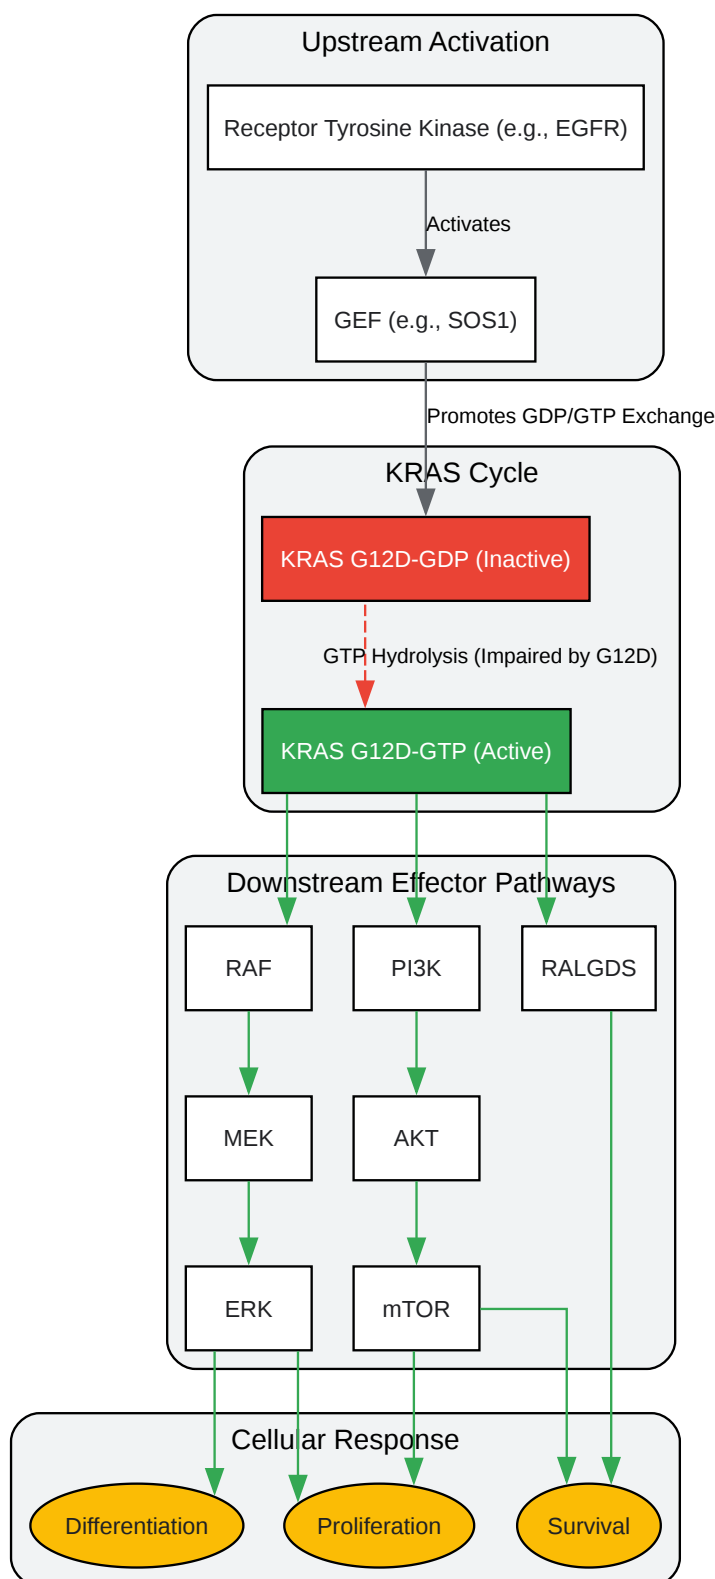 Upstream Activation
Receptor Tyrosine Kinase (e.g., EGFR)
Activates
GEF (e.g., SOS1)
Promotes GDP/GTP Exchange
KRAS Cycle
KRAS G12D-GDP (Inactive)
GTP Hydrolysis (Impaired by G12D)
KRAS G12D-GTP (Active)
Downstream Effector Pathways
RAF
PI3K
RALGDS
MEK
AKT
ERK
mTOR
Cellular Response
Differentiation
Proliferation
Survival